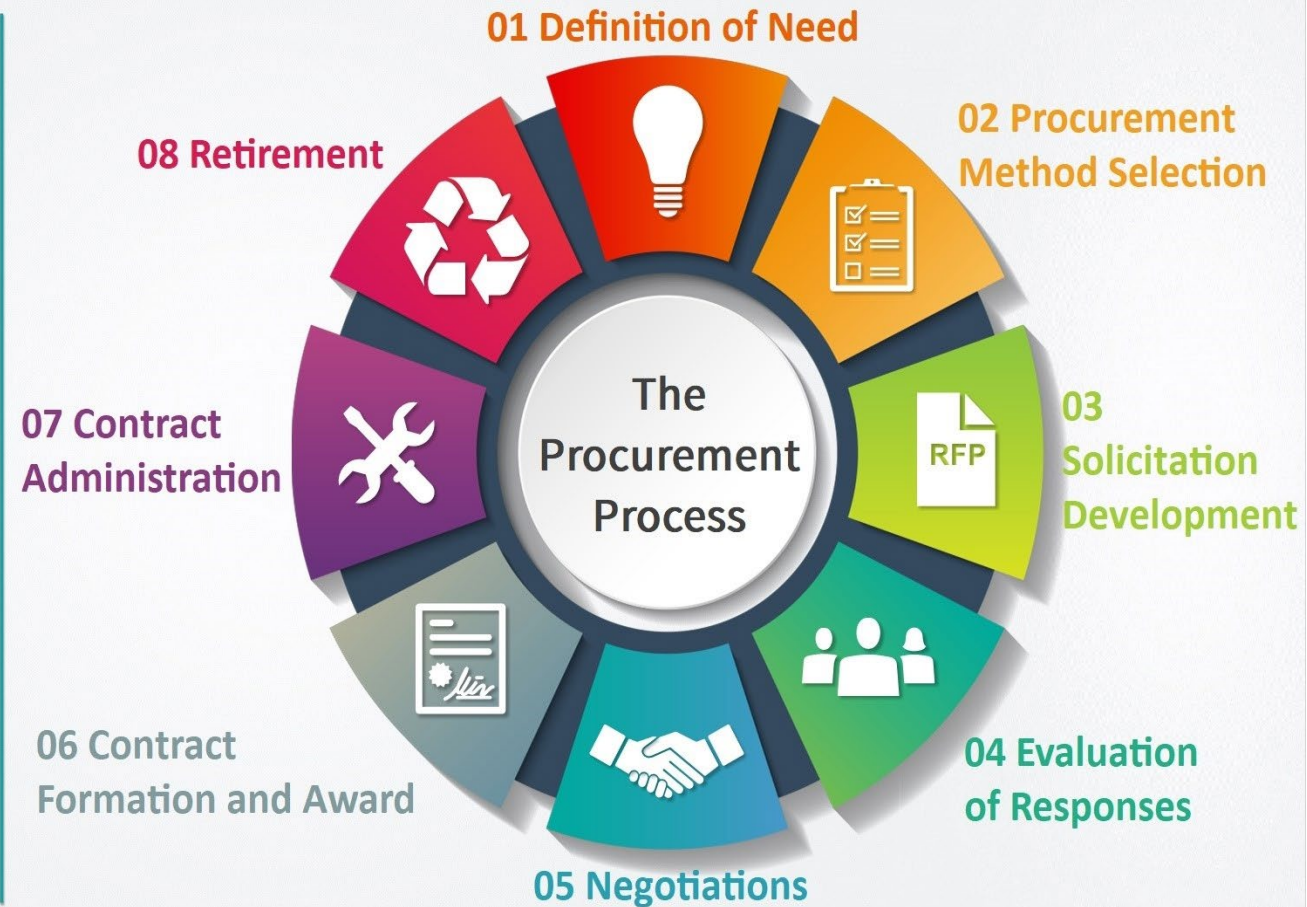 01 Definition of Need
02 Procurement
Method Selection
03
Solicitation
Development
04 Evaluation
of Responses
05 Negotiations
06 Contract
Formation and Award
07 Contract
Administration
08 Retirement
RFP
The
Procurement
Process